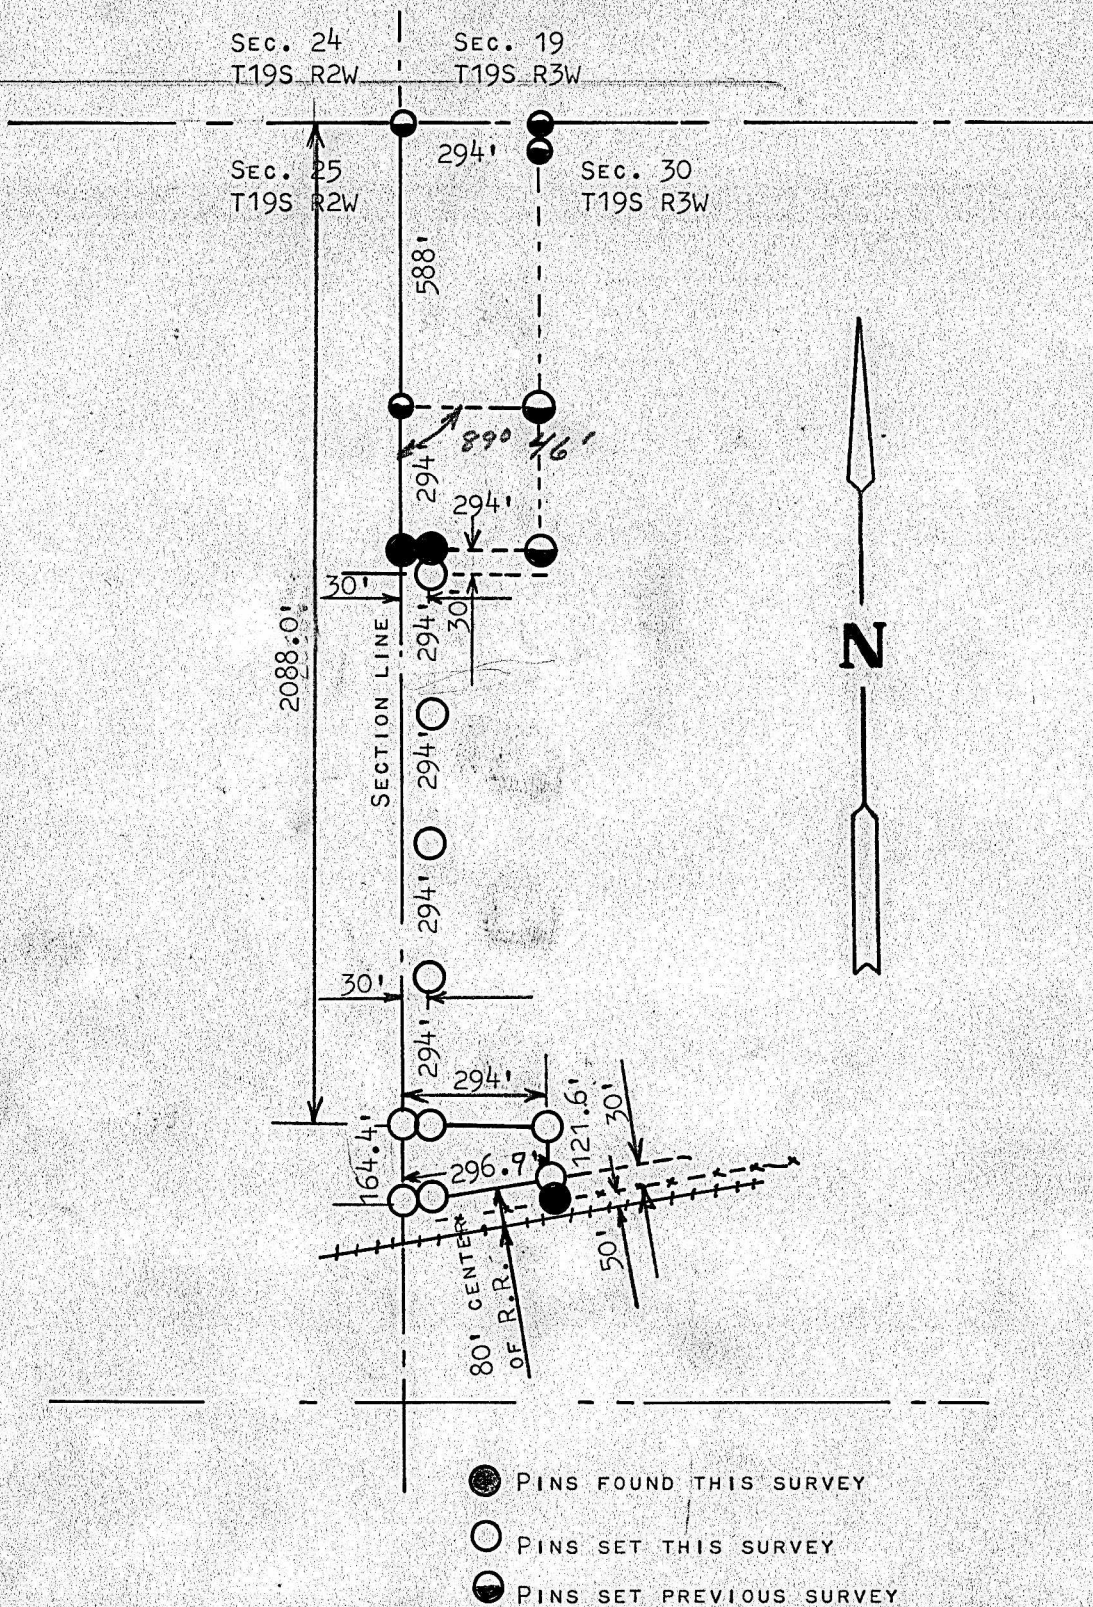 SEC. 24
T19S R2W
SEC. 19
T19S R3W
294'
SEC. 25
T19S R2W
SEC. 30
T19S R3W
588'
89° 46'
294'
294'
30'
30'
294'
2088.0'
SECTION LINE
N
294'
294'
30'
294'
294'
121.6'
30'
164.4'
296.9'
50'
80' CENTER
OF R.R.
PINS FOUND THIS SURVEY
PINS SET THIS SURVEY
PINS SET PREVIOUS SURVEY